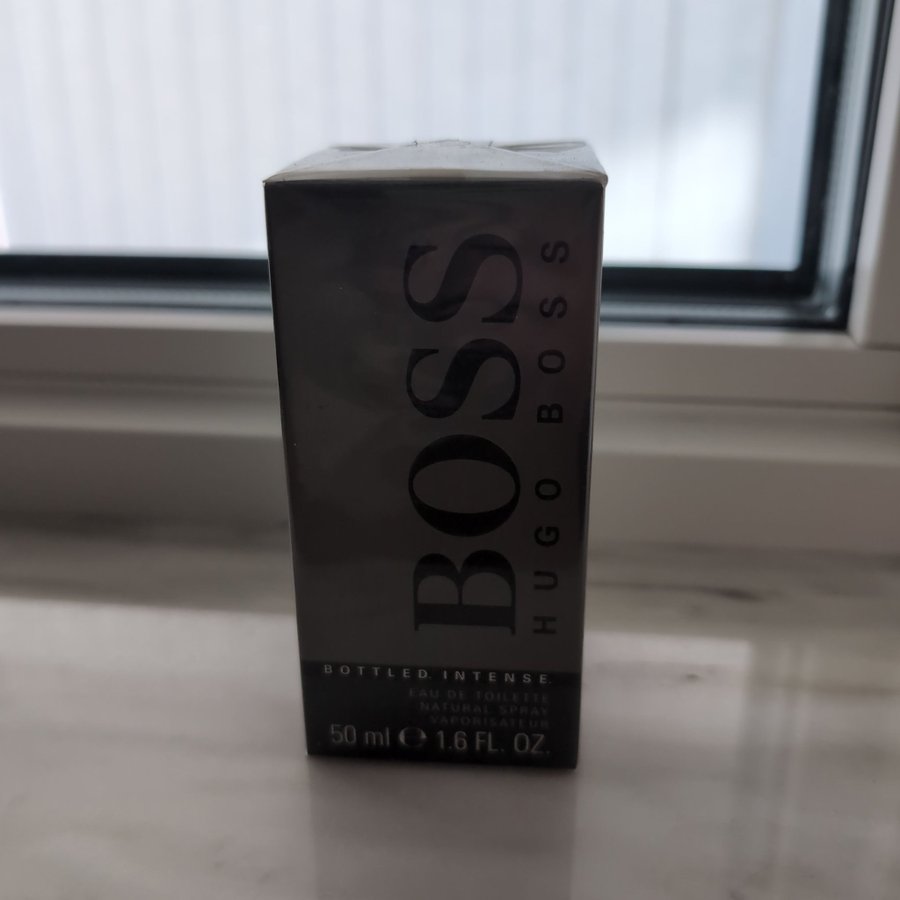 BOSS
HUGO BOSS
BOTTLED. INTENSE.
EAU DE TOILETTE
NATURAL SPRAY
VAPORISATEUR
50 ml ℮ 1.6 FL. OZ.